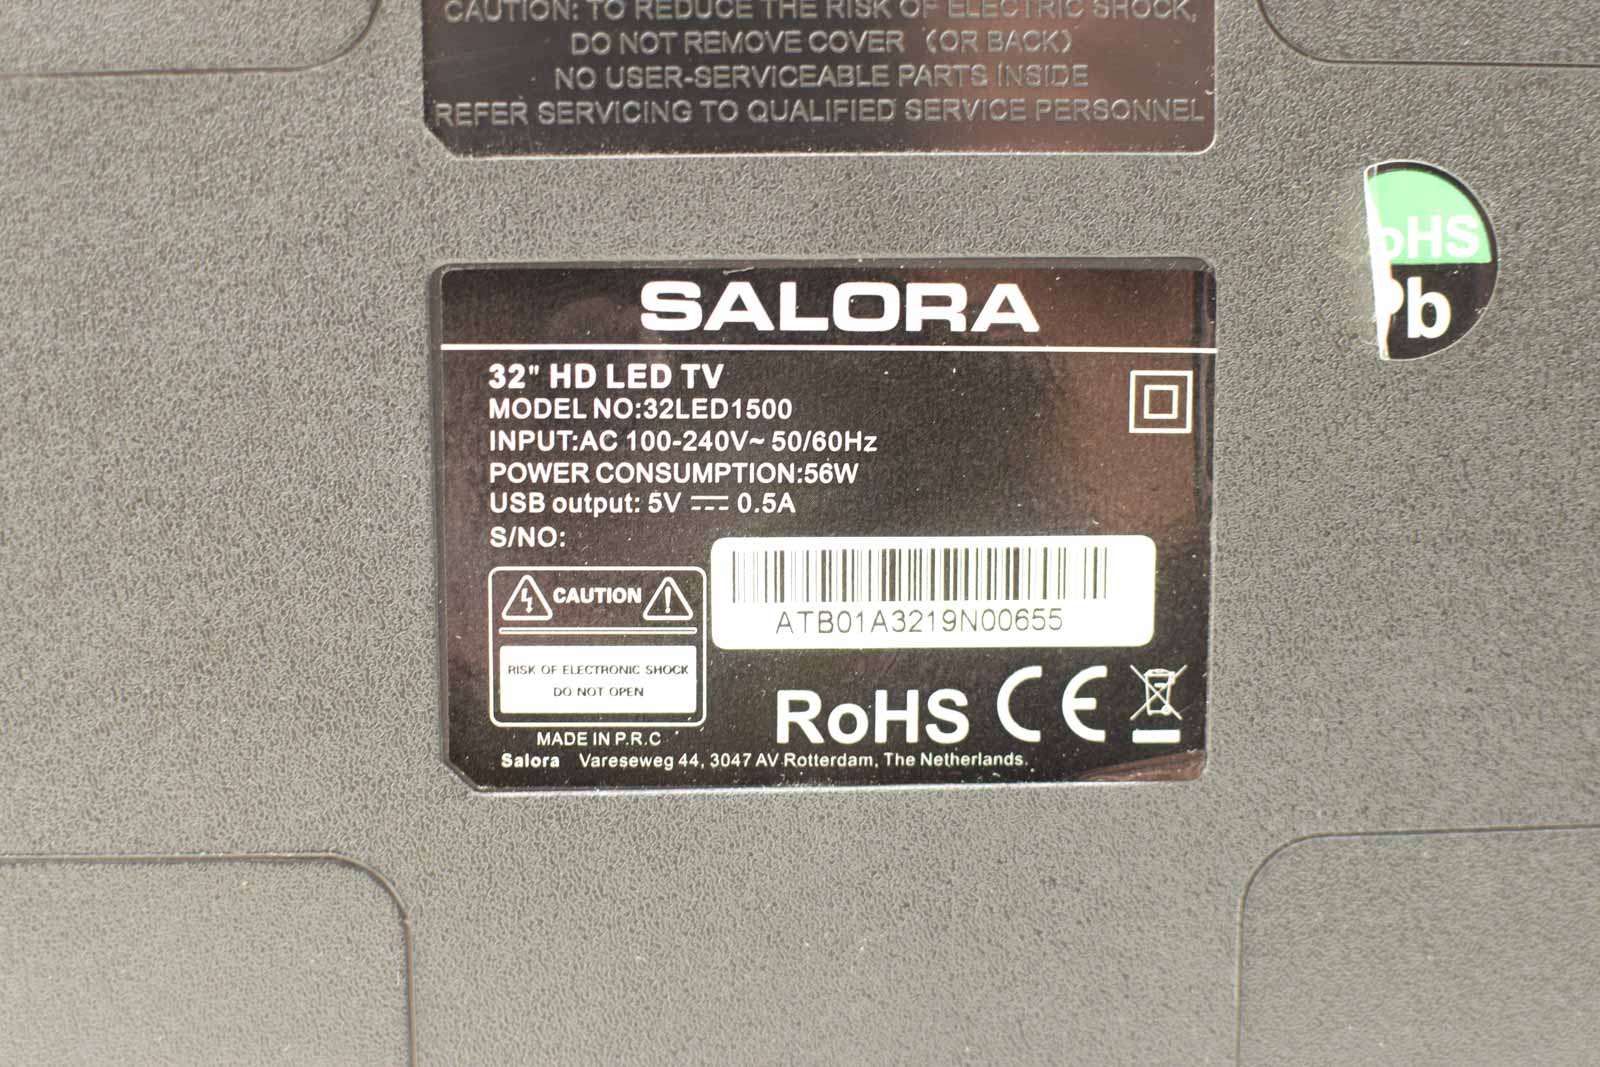 CAUTION: TO REDUCE THE RISK OF ELECTRIC SHOCK,
DO NOT REMOVE COVER (OR BACK)
NO USER-SERVICEABLE PARTS INSIDE
REFER SERVICING TO QUALIFIED SERVICE PERSONNEL
oHS
Pb
SALORA
32" HD LED TV
MODEL NO:32LED1500
INPUT:AC 100-240V~ 50/60Hz
POWER CONSUMPTION:56W
USB output: 5V ⎓ 0.5A
S/NO:
ATB01A3219N00655
CAUTION
RISK OF ELECTRONIC SHOCK
DO NOT OPEN
MADE IN P.R.C
RoHS CE
Salora Vareseweg 44, 3047 AV Rotterdam, The Netherlands.